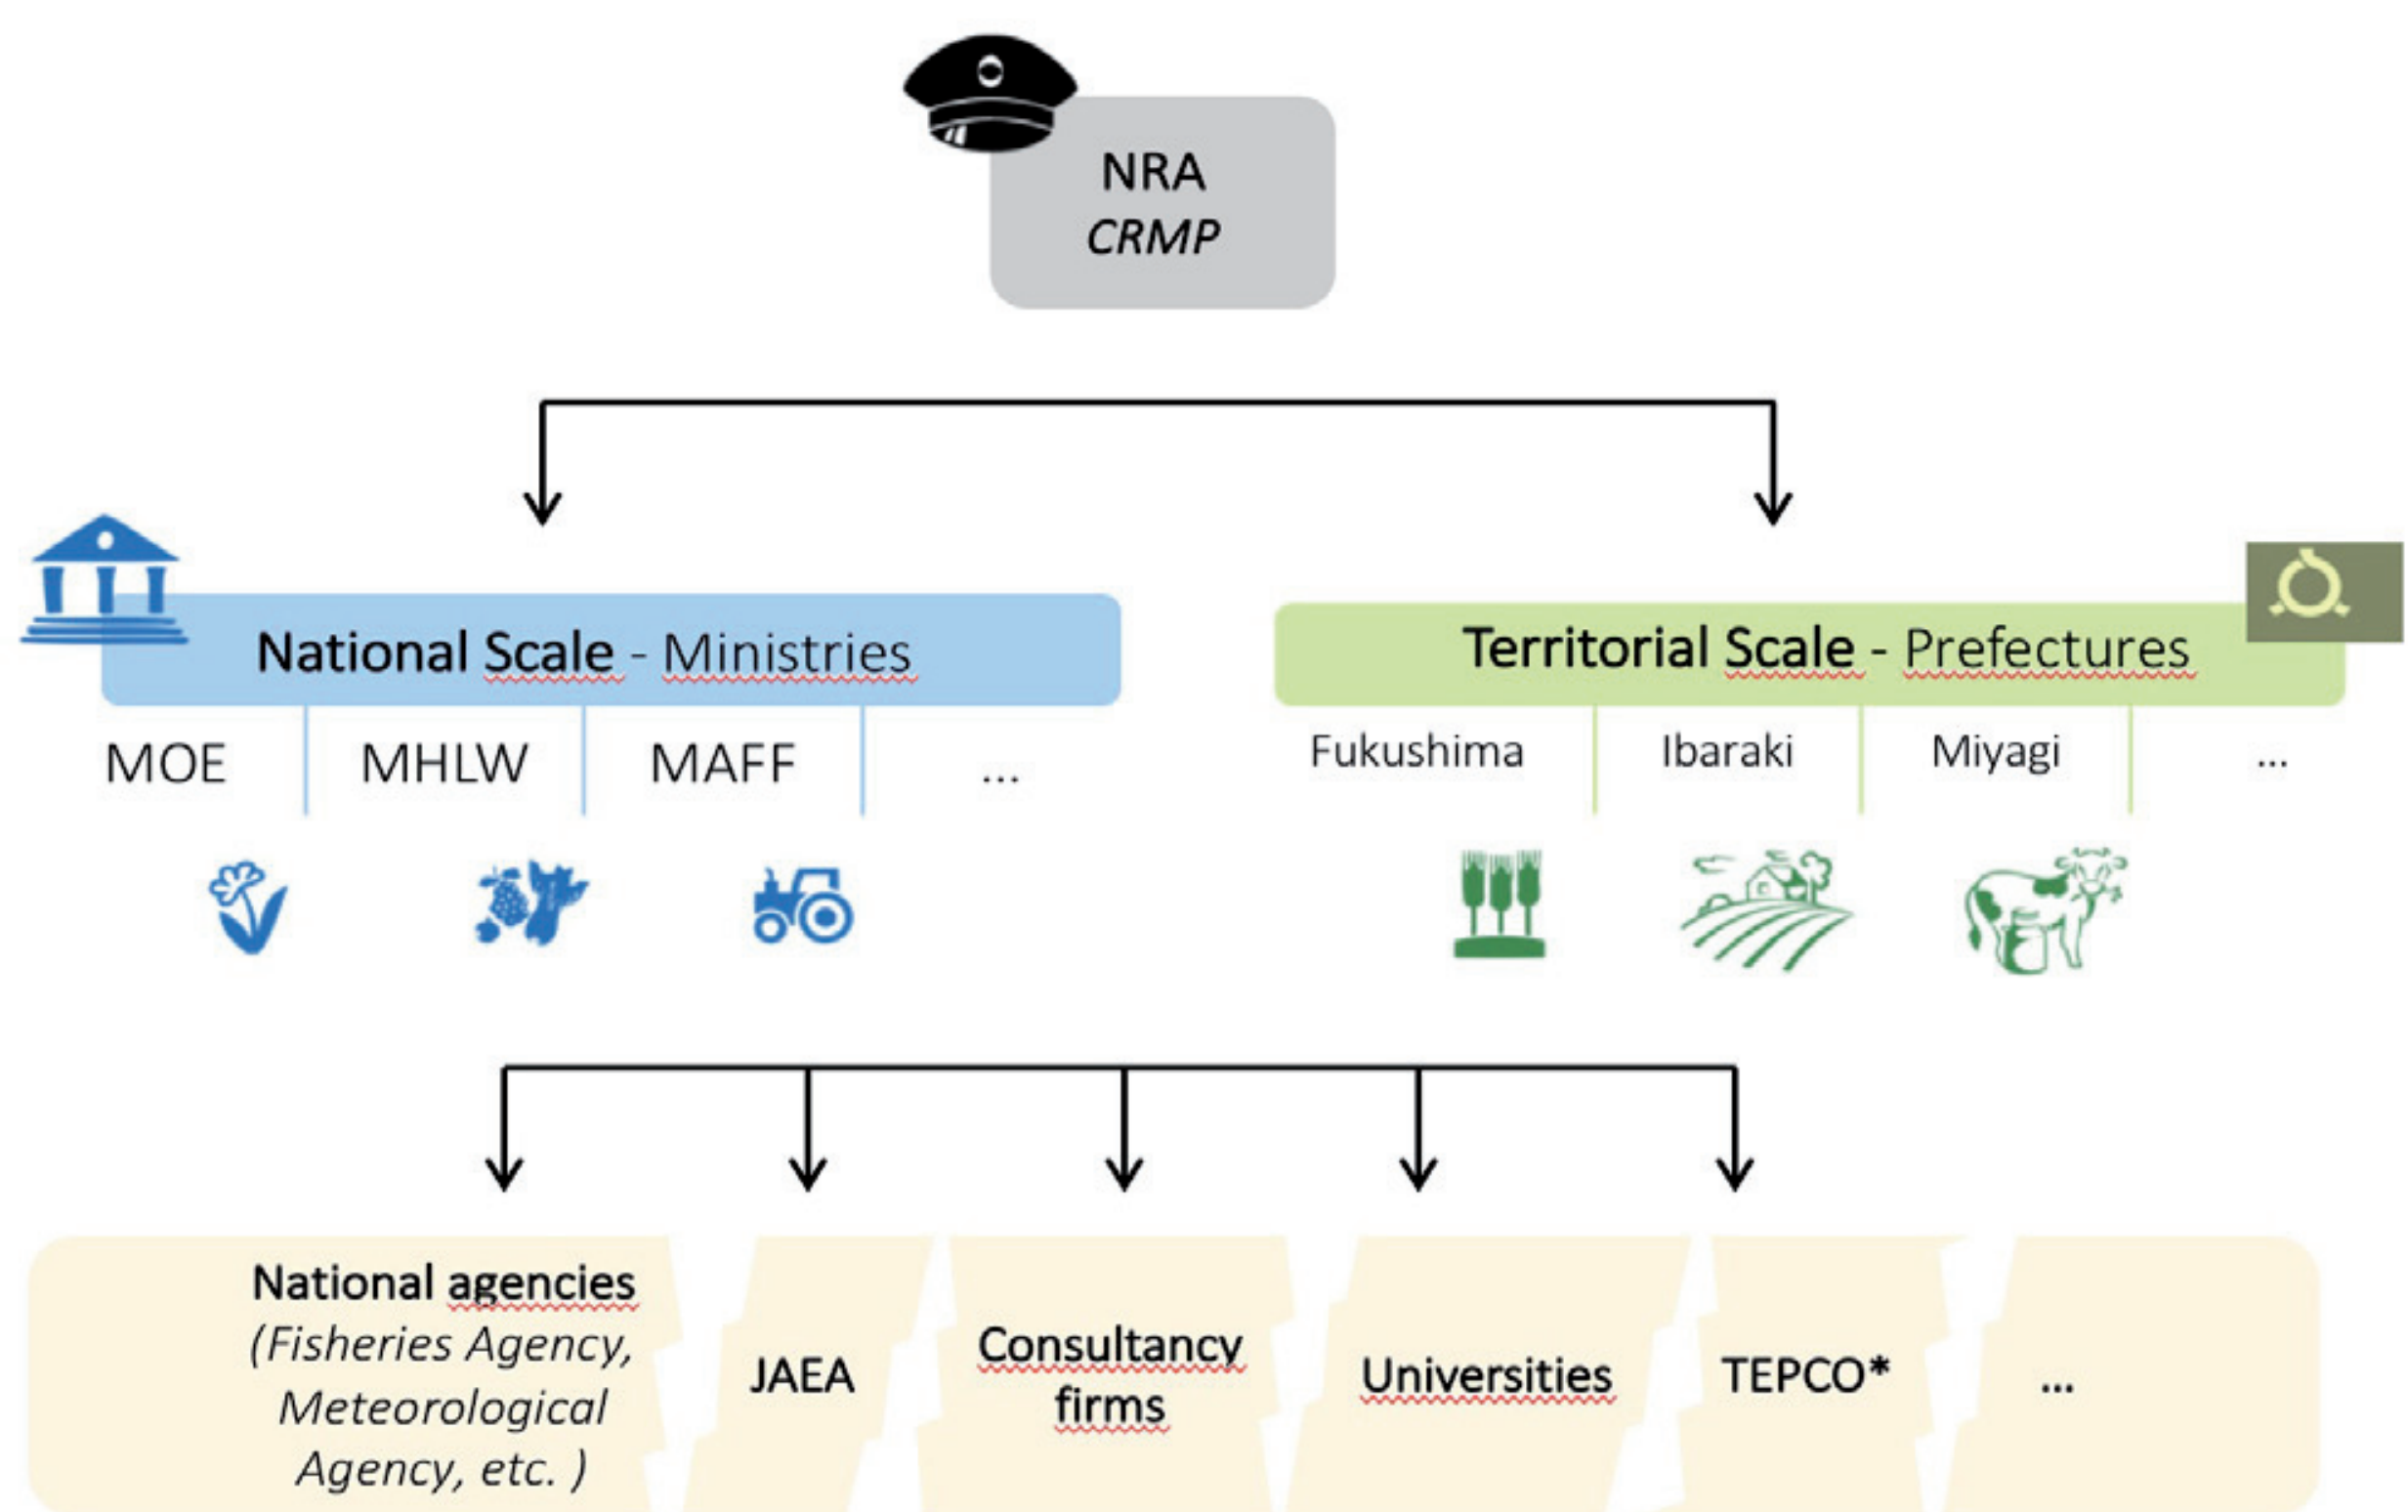 NRA
CRMP
National Scale - Ministries
Territorial Scale - Prefectures
MOE
MHLW
MAFF
...
Fukushima
Ibaraki
Miyagi
...
National agencies
(Fisheries Agency,
Meteorological
Agency, etc. )
JAEA
Consultancy
firms
Universities
TEPCO*
...